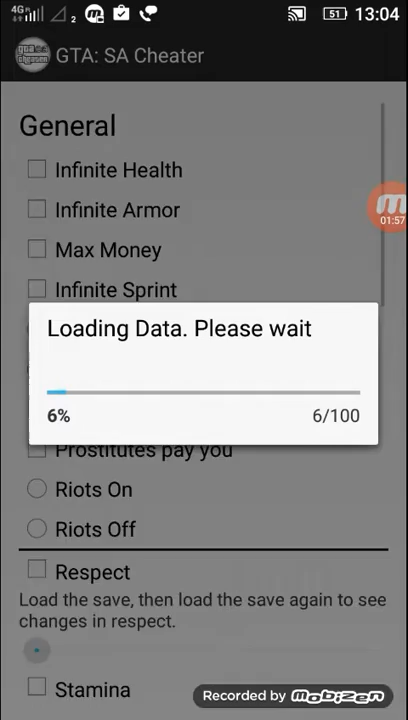 4G 2 51 13:04
GTA: SA Cheater
General
Infinite Health
Infinite Armor
Max Money
01:57
Infinite Sprint
Loading Data. Please wait
6% 6/100
Prostitutes pay you
Riots On
Riots Off
Respect
Load the save, then load the save again to see
changes in respect.
Stamina
Recorded by mobizen